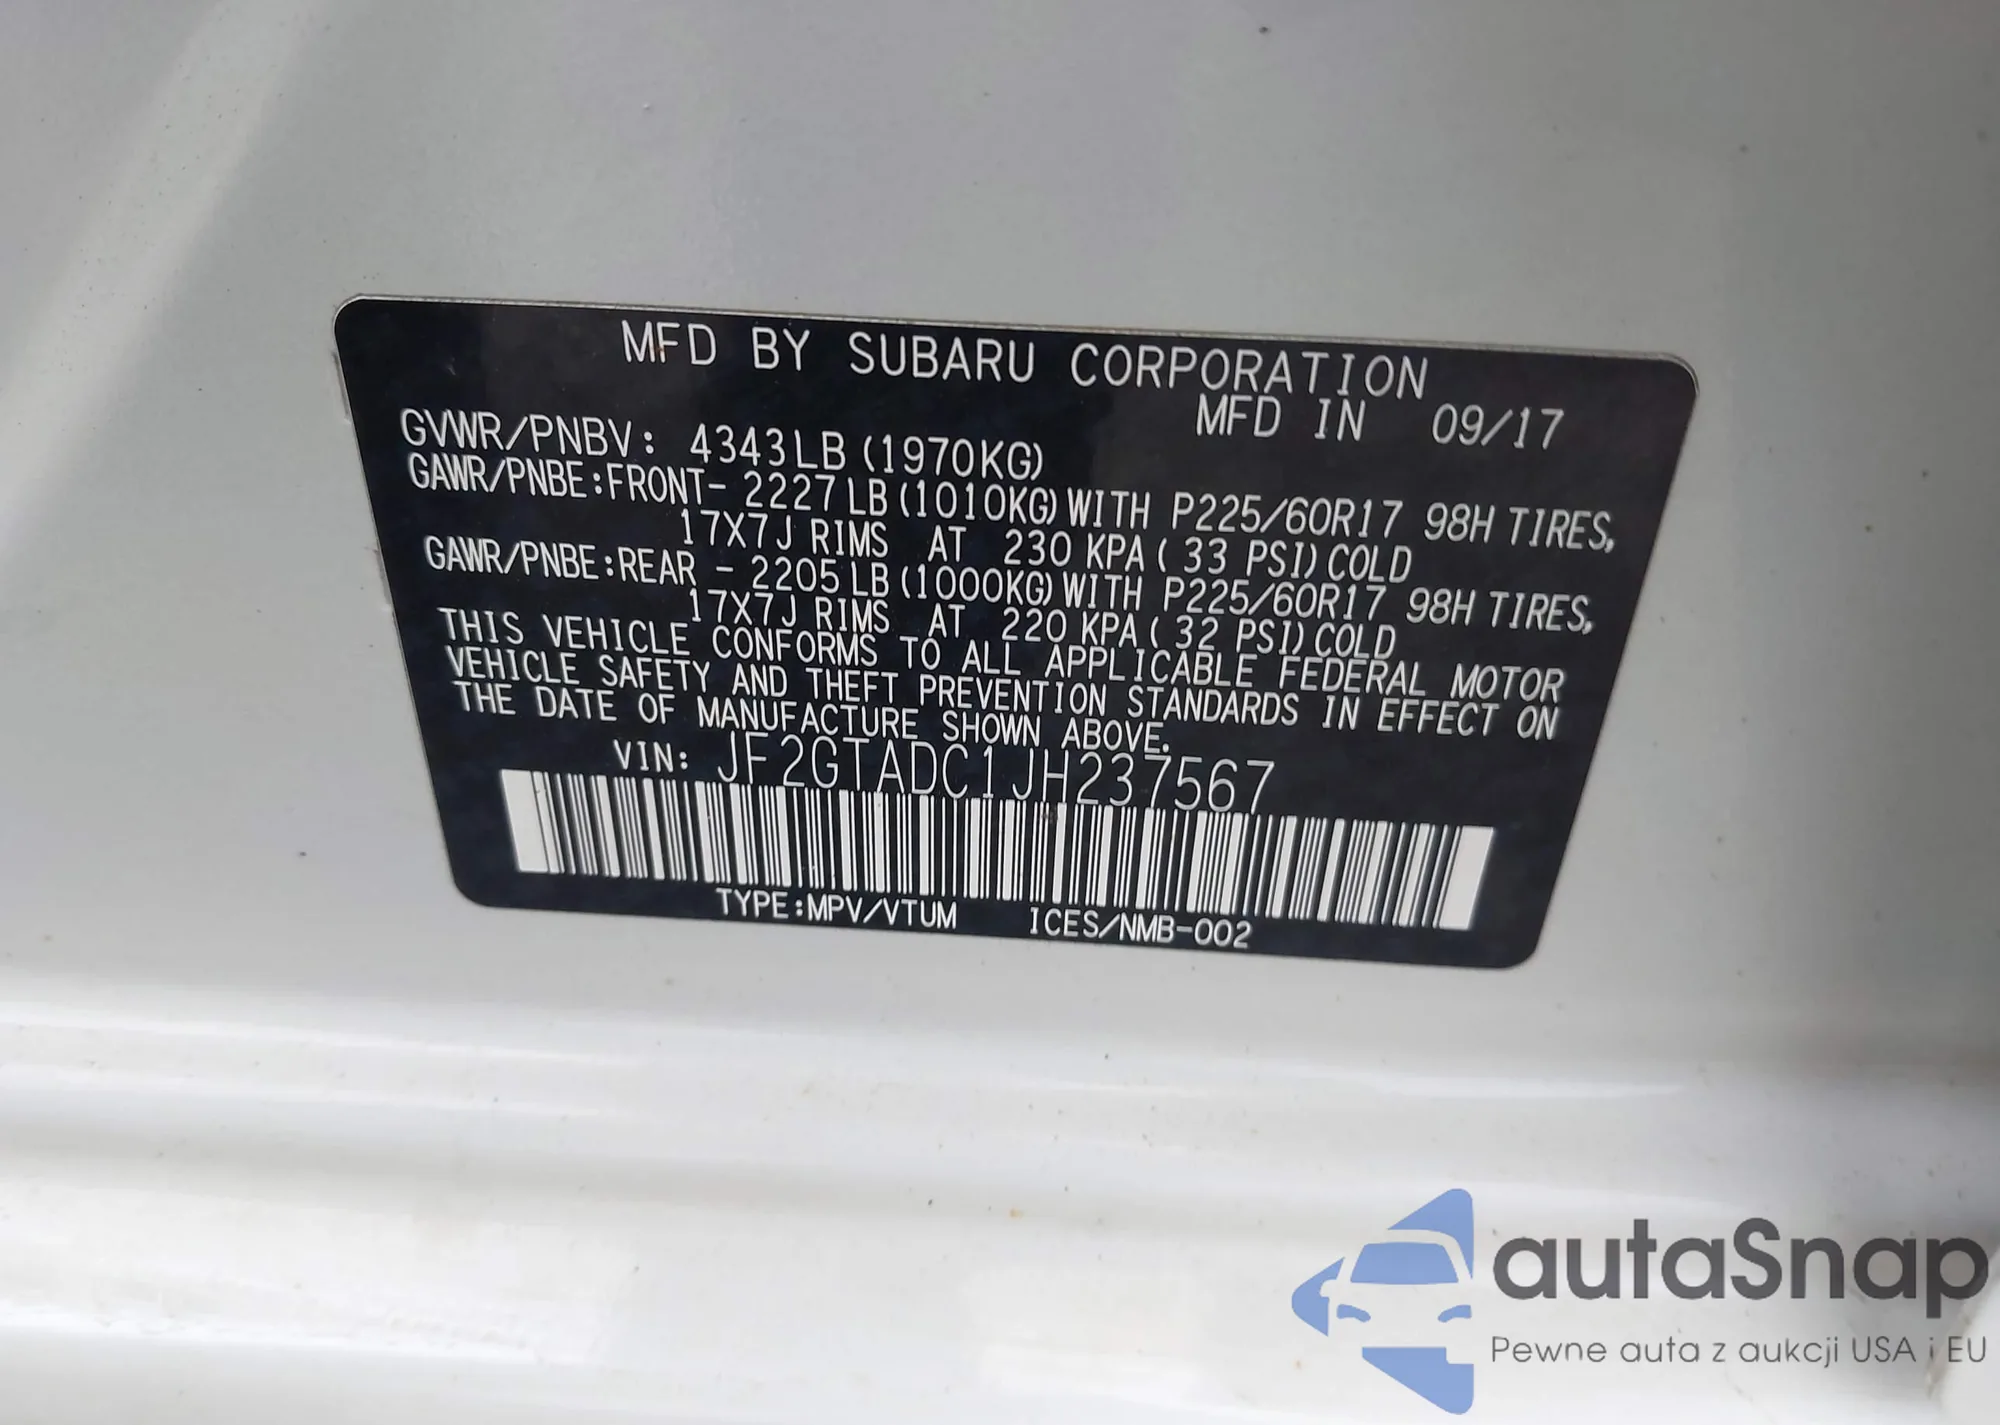 MFD BY SUBARU CORPORATION
MFD IN 09/17
GVWR/PNBV: 4343LB (1970KG)
GAWR/PNBE:FRONT- 2227LB (1010KG) WITH P225/60R17 98H TIRES,
17X7J RIMS AT 230 KPA ( 33 PSI) COLD
GAWR/PNBE:REAR - 2205LB (1000KG) WITH P225/60R17 98H TIRES,
17X7J RIMS AT 220 KPA ( 32 PSI) COLD
THIS VEHICLE CONFORMS TO ALL APPLICABLE FEDERAL MOTOR
VEHICLE SAFETY AND THEFT PREVENTION STANDARDS IN EFFECT ON
THE DATE OF MANUFACTURE SHOWN ABOVE.
VIN: JF2GTADC1JH237567
TYPE:MPV/VTUM ICES/NMB-002
autaSnap
Pewne auta z aukcji USA i EU